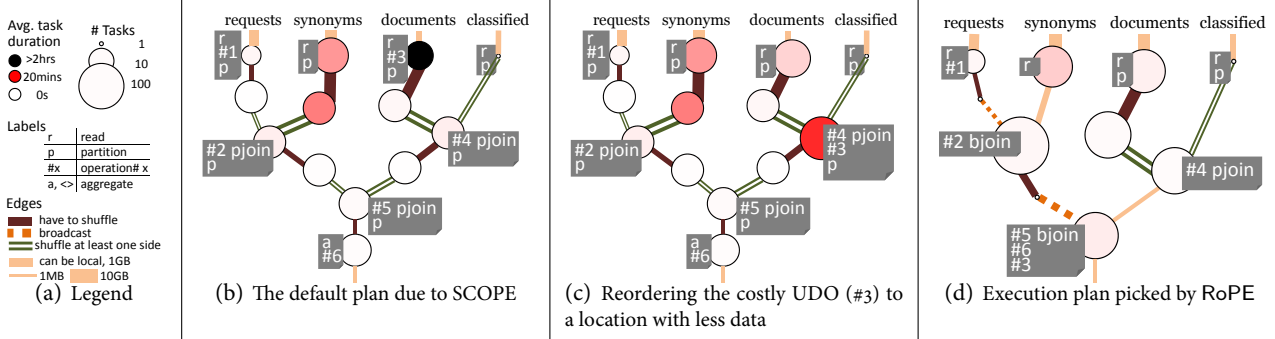 Avg. task
duration
# Tasks
>2hrs
20mins
0s
1
10
100
Labels
r read
p partition
#x operation# x
a, <> aggregate
Edges
have to shuffle
broadcast
shuffle at least one side
can be local, 1GB
1MB 10GB
(a) Legend
requests synonyms documents classified
r
#1
p
r
p
r
#3
p
r
p
#2 pjoin
p
#4 pjoin
p
#5 pjoin
p
a
#6
(b) The default plan due to SCOPE
requests synonyms documents classified
r
#1
p
r
p
r
p
r
p
#2 pjoin
p
#4 pjoin
#3
p
#5 pjoin
p
a
#6
(c) Reordering the costly UDO (#3) to
a location with less data
requests synonyms documents classified
r
#1
r
r
p
r
p
#2 bjoin
#4 pjoin
#5 bjoin
#6
#3
(d) Execution plan picked by RoPE